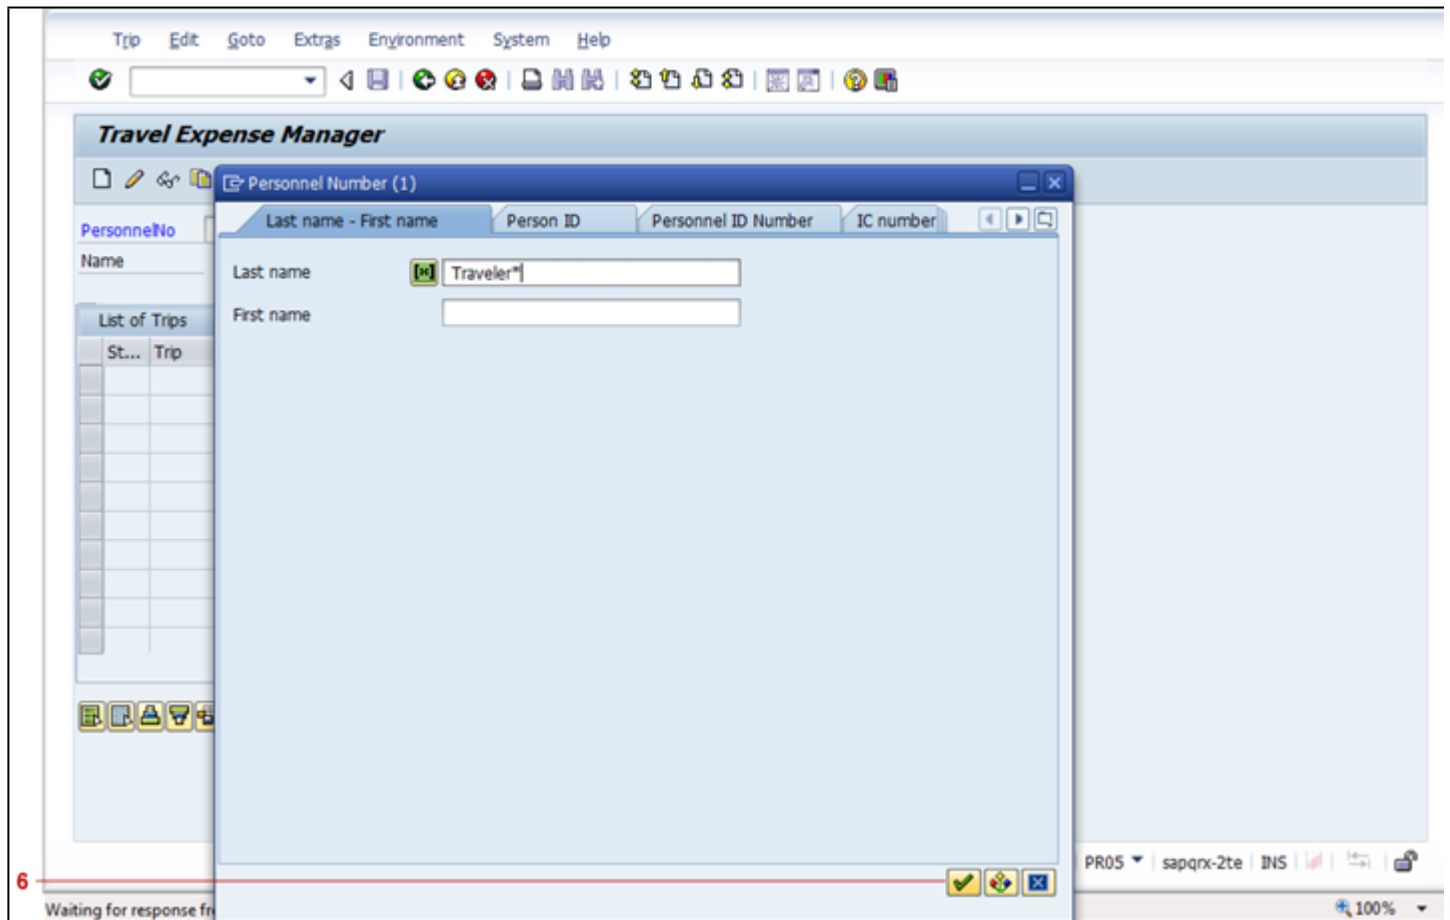 Trip Edit Goto Extras Environment System Help
Travel Expense Manager
Personnel Number (1)
Last name - First name Person ID Personnel ID Number IC number
PersonnelNo
Name
Last name Traveler*
First name
List of Trips
St... Trip
PR05 sapqrx-2te INS
6
Waiting for response fr
100%